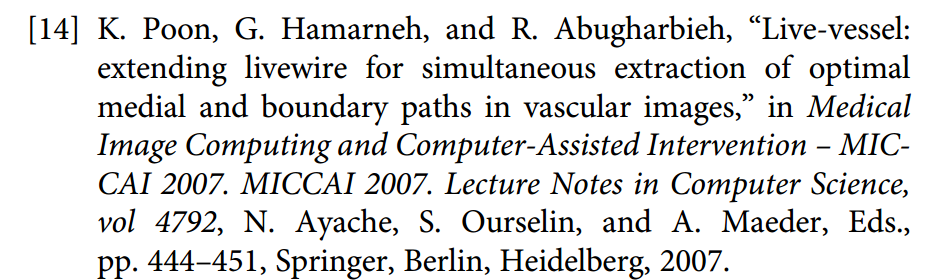 [14] K. Poon, G. Hamarneh, and R. Abugharbieh, “Live-vessel:
extending livewire for simultaneous extraction of optimal
medial and boundary paths in vascular images,” in Medical
Image Computing and Computer-Assisted Intervention – MIC-
CAI 2007. MICCAI 2007. Lecture Notes in Computer Science,
vol 4792, N. Ayache, S. Ourselin, and A. Maeder, Eds.,
pp. 444–451, Springer, Berlin, Heidelberg, 2007.